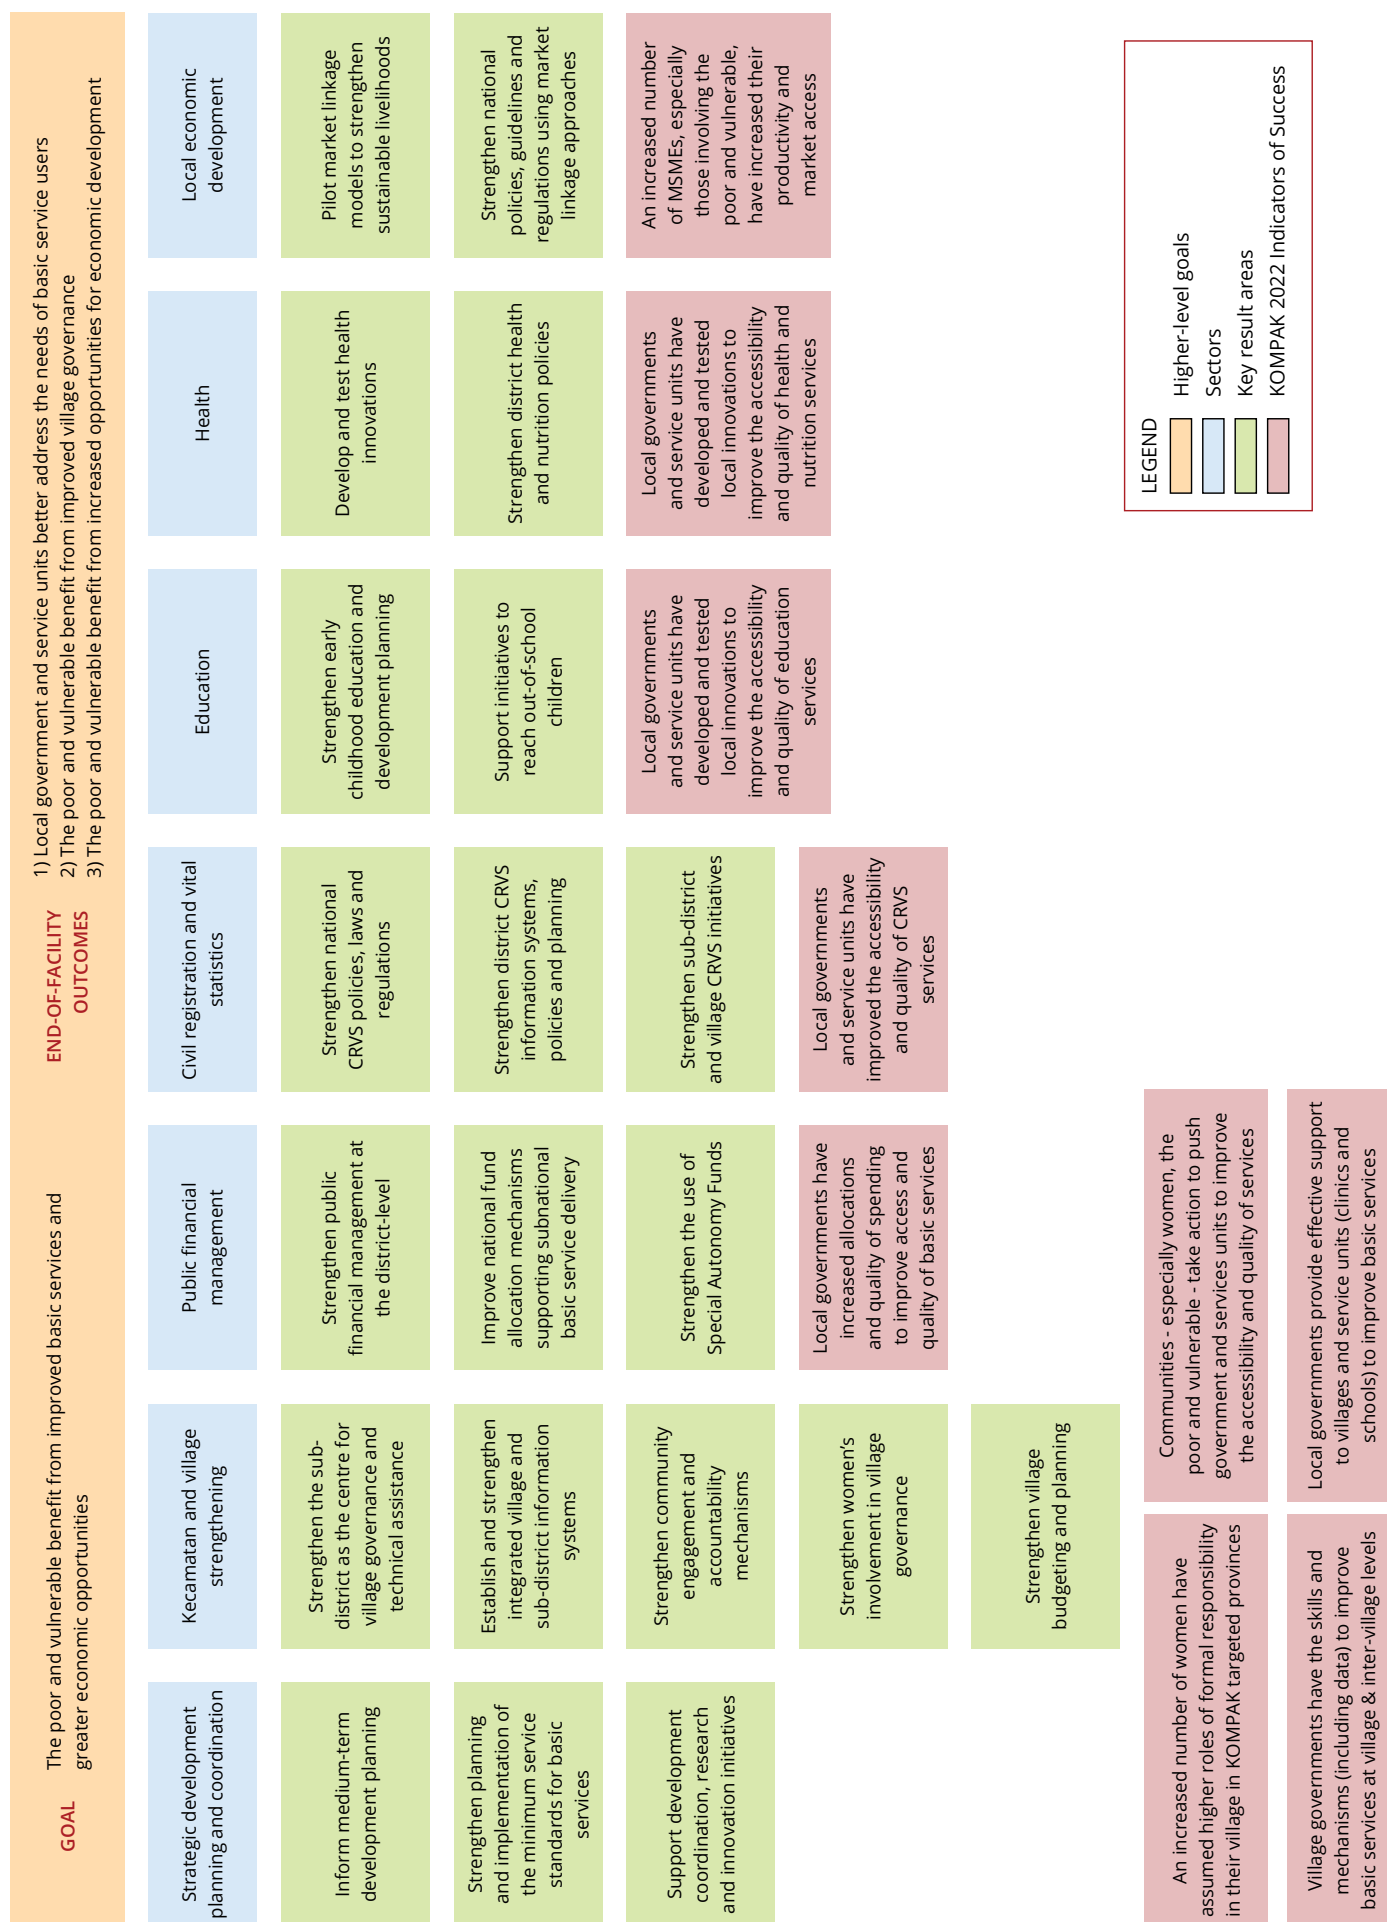 GOAL
The poor and vulnerable benefit from improved basic services and
greater economic opportunities
END-OF-FACILITY
OUTCOMES
1) Local government and service units better address the needs of basic service users
2) The poor and vulnerable benefit from improved village governance
3) The poor and vulnerable benefit from increased opportunities for economic development
Strategic development
planning and coordination
Inform medium-term
development planning
Strengthen planning
and implementation of
the minimum service
standards for basic
services
Support development
coordination, research
and innovation initiatives
Kecamatan and village
strengthening
Strengthen the sub-
district as the centre for
village governance and
technical assistance
Establish and strengthen
integrated village and
sub-district information
systems
Strengthen community
engagement and
accountability
mechanisms
Strengthen women's
involvement in village
governance
Strengthen village
budgeting and planning
Public financial
management
Strengthen public
financial management at
the district-level
Improve national fund
allocation mechanisms
supporting subnational
basic service delivery
Strengthen the use of
Special Autonomy Funds
Local governments have
increased allocations
and quality of spending
to improve access and
quality of basic services
Civil registration and vital
statistics
Strengthen national
CRVS policies, laws and
regulations
Strengthen district CRVS
information systems,
policies and planning
Strengthen sub-district
and village CRVS initiatives
Local governments
and service units have
improved the accessibility
and quality of CRVS
services
Education
Strengthen early
childhood education and
development planning
Support initiatives to
reach out-of-school
children
Local governments
and service units have
developed and tested
local innovations to
improve the accessibility
and quality of education
services
Health
Develop and test health
innovations
Strengthen district health
and nutrition policies
Local governments
and service units have
developed and tested
local innovations to
improve the accessibility
and quality of health and
nutrition services
Local economic
development
Pilot market linkage
models to strengthen
sustainable livelihoods
Strengthen national
policies, guidelines and
regulations using market
linkage approaches
An increased number
of MSMEs, especially
those involving the
poor and vulnerable,
have increased their
productivity and
market access
An increased number of women have
assumed higher roles of formal responsibility
in their village in KOMPAK targeted provinces
Communities - especially women, the
poor and vulnerable - take action to push
government and services units to improve
the accessibility and quality of services
Village governments have the skills and
mechanisms (including data) to improve
basic services at village & inter-village levels
Local governments provide effective support
to villages and service units (clinics and
schools) to improve basic services
LEGEND
Higher-level goals
Sectors
Key result areas
KOMPAK 2022 Indicators of Success